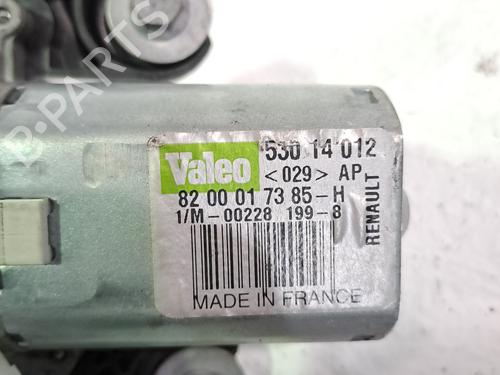 B-PARTS
Valeo 530 14 012
<029> AP
82 00 01 73 85-H
1/M-00228 199-8
RENAULT
MADE IN FRANCE